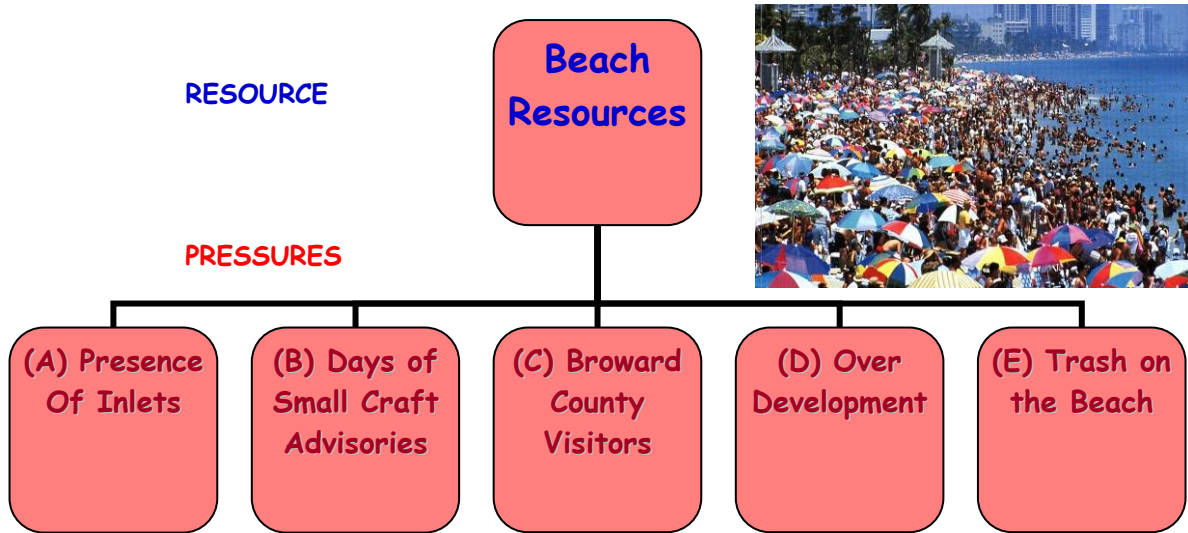 Beach
Resources
RESOURCE
PRESSURES
(A) Presence
Of Inlets
(B) Days of
Small Craft
Advisories
(C) Broward
County
Visitors
(D) Over
Development
(E) Trash on
the Beach